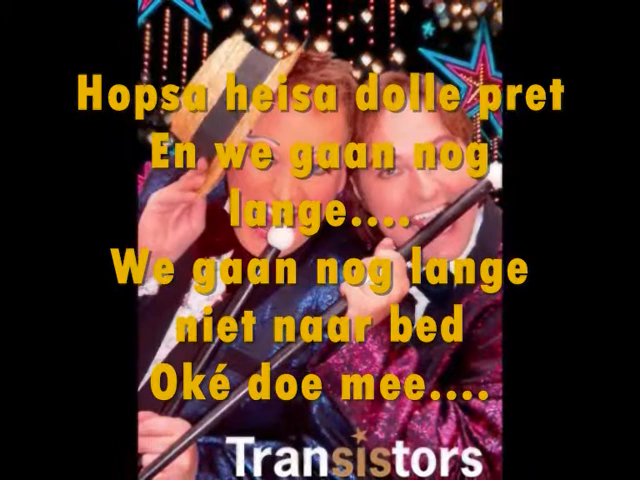 Hopsa heisa dolle pret
En we gaan nog
lange....
We gaan nog lange
niet naar bed
Oké doe mee....
Transistors